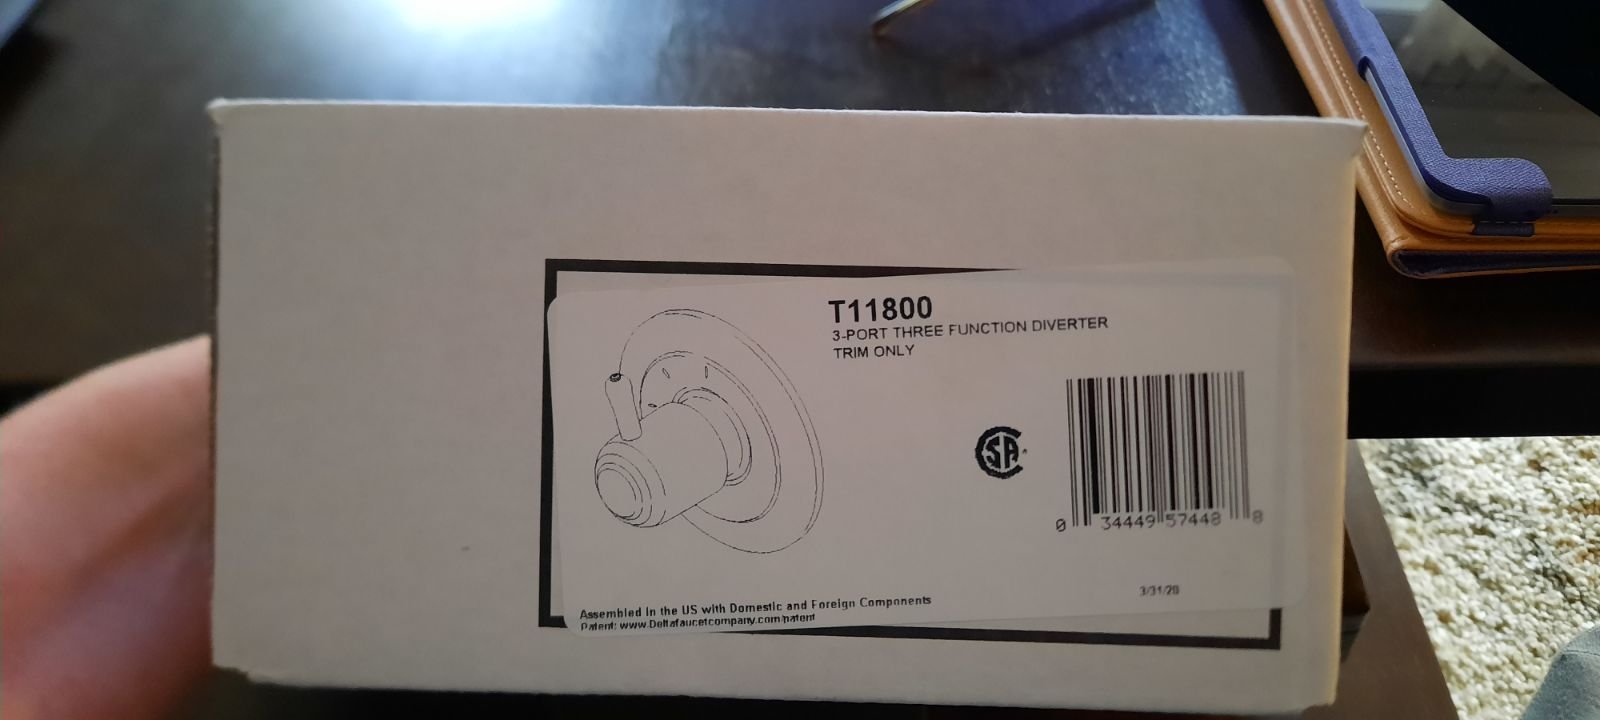 T11800
3-PORT THREE FUNCTION DIVERTER
TRIM ONLY
CSA
0 34449 57448 8
3/31/20
Assembled In the US with Domestic and Foreign Components
Patent: www.Deltafaucetcompany.com/patent